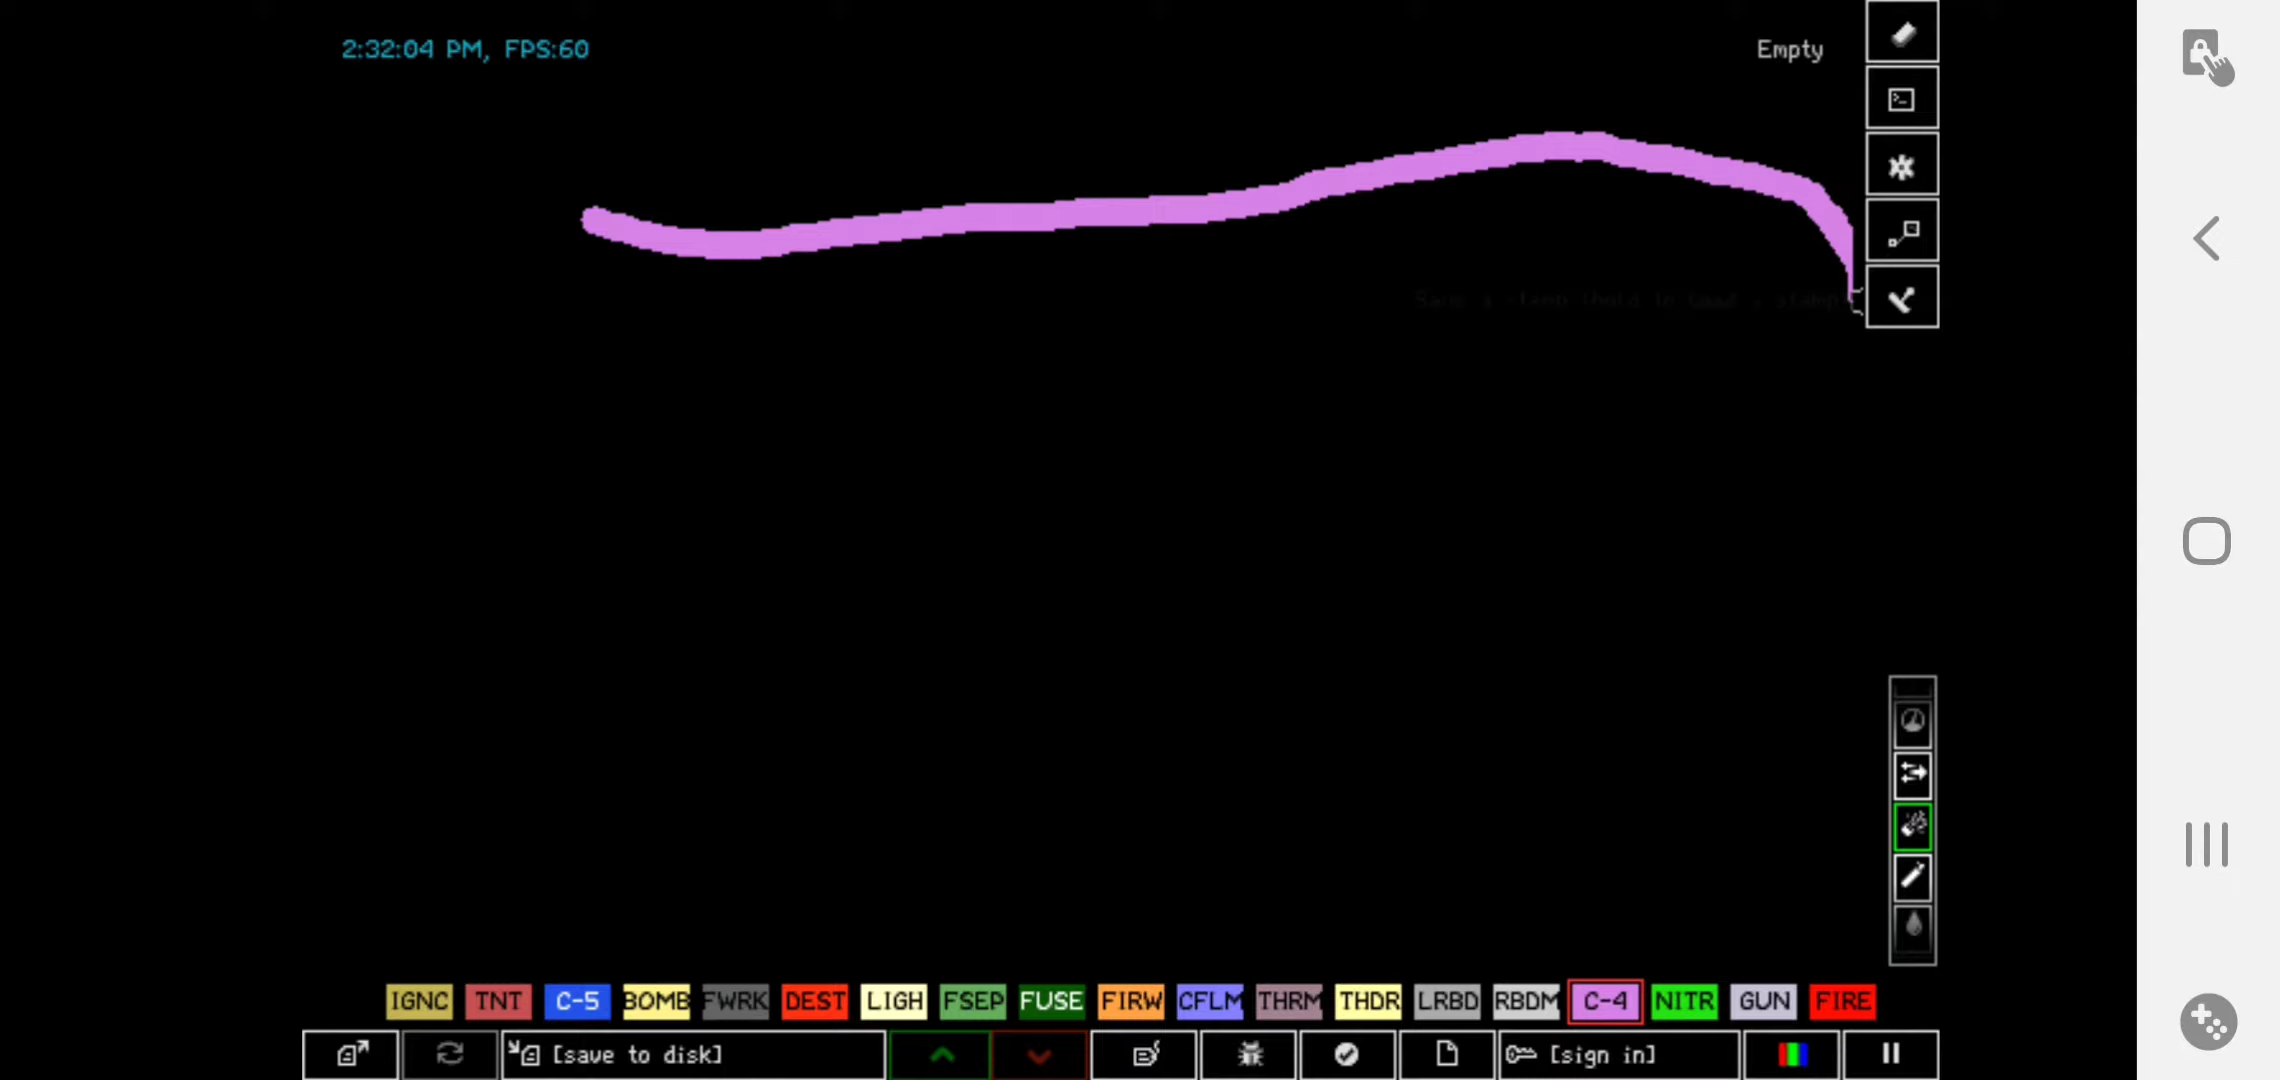 2:32:04 PM, FPS:60
Empty
IGNC TNT C-5 BOMB FWRK DEST LIGH FSEP FUSE FIRW CFLM THRM THDR LRBD RBDM C-4 NITR GUN FIRE
[save to disk] [sign in]